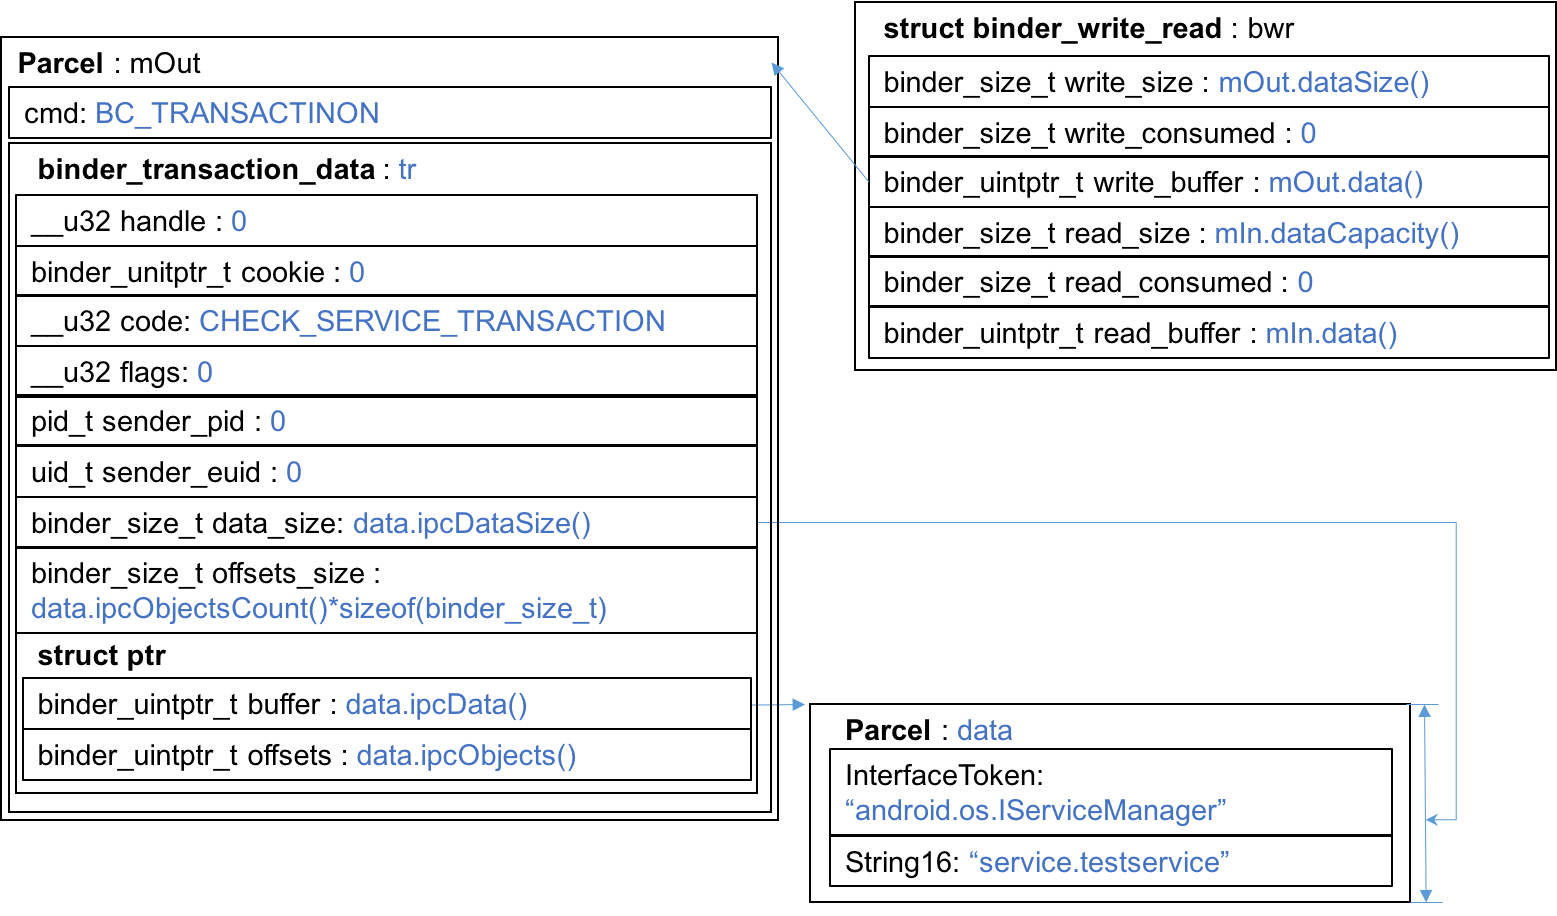 Parcel : mOut
cmd: BC_TRANSACTINON
binder_transaction_data : tr
__u32 handle : 0
binder_unitptr_t cookie : 0
__u32 code: CHECK_SERVICE_TRANSACTION
__u32 flags: 0
pid_t sender_pid : 0
uid_t sender_euid : 0
binder_size_t data_size: data.ipcDataSize()
binder_size_t offsets_size :
data.ipcObjectsCount()*sizeof(binder_size_t)
struct ptr
binder_uintptr_t buffer : data.ipcData()
binder_uintptr_t offsets : data.ipcObjects()
struct binder_write_read : bwr
binder_size_t write_size : mOut.dataSize()
binder_size_t write_consumed : 0
binder_uintptr_t write_buffer : mOut.data()
binder_size_t read_size : mIn.dataCapacity()
binder_size_t read_consumed : 0
binder_uintptr_t read_buffer : mIn.data()
Parcel : data
InterfaceToken:
“android.os.IServiceManager”
String16: “service.testservice”